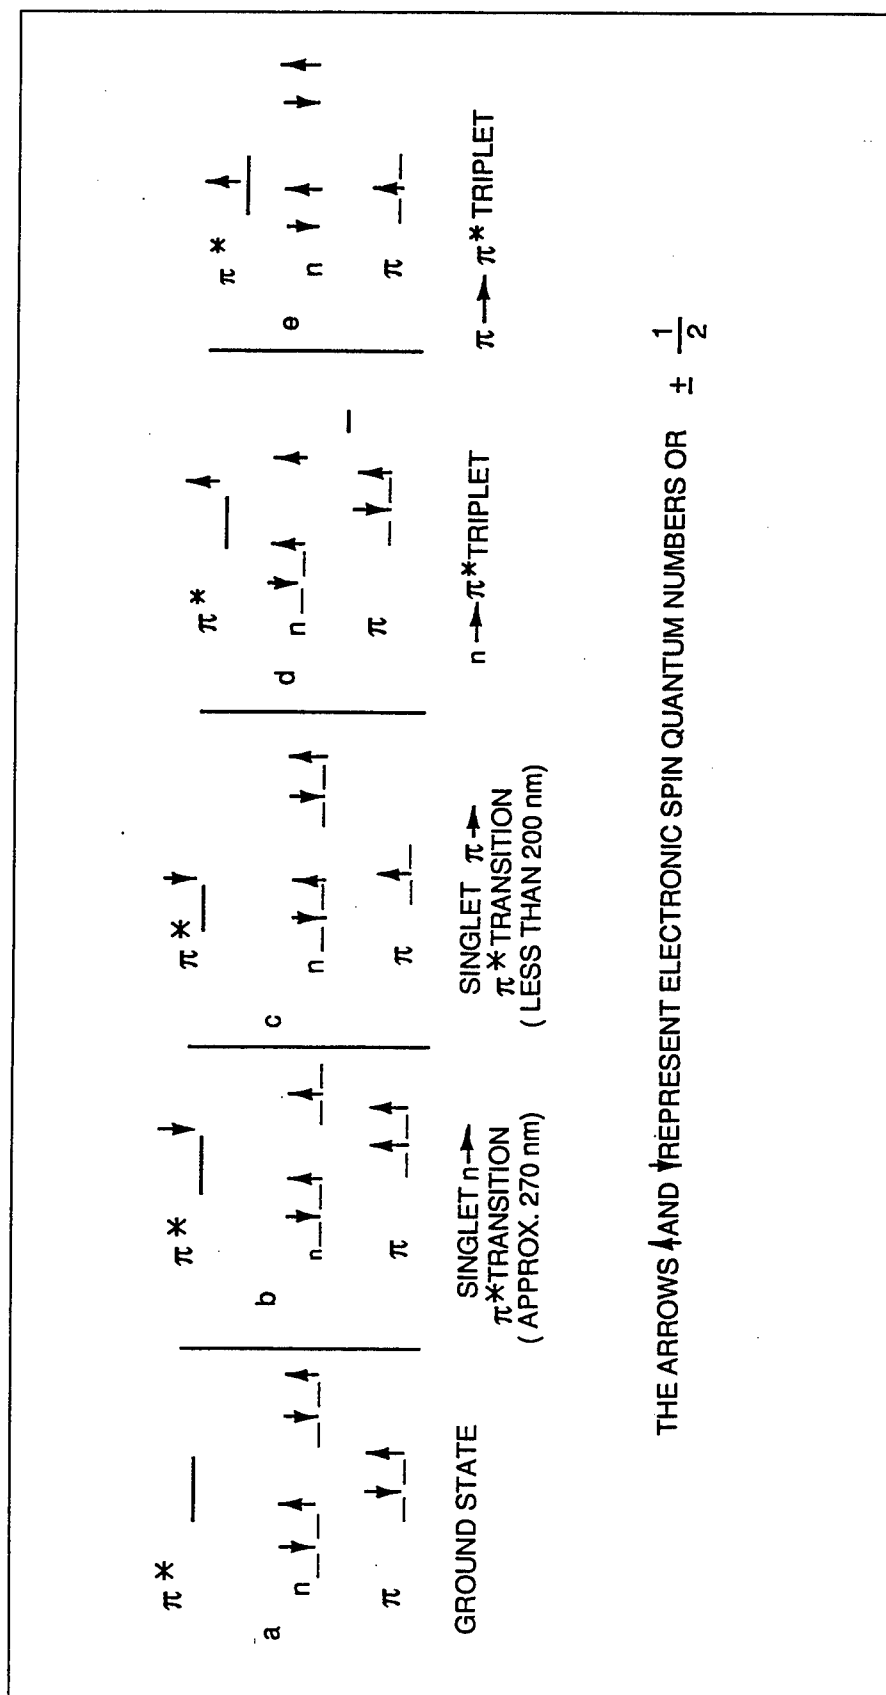 π* π* π* π* π*
a n b n c n d n e n
π π π π π
GROUND STATE
SINGLET n→
π* TRANSITION
( APPROX. 270 nm)
SINGLET π→
π* TRANSITION
( LESS THAN 200 nm)
n→π* TRIPLET
π→π* TRIPLET
THE ARROWS ↑AND ↓REPRESENT ELECTRONIC SPIN QUANTUM NUMBERS OR ± 1/2